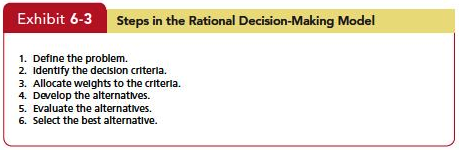 Exhibit 6-3 Steps in the Rational Decision-Making Model
1. Define the problem.
2. Identify the decision criteria.
3. Allocate weights to the criteria.
4. Develop the alternatives.
5. Evaluate the alternatives.
6. Select the best alternative.